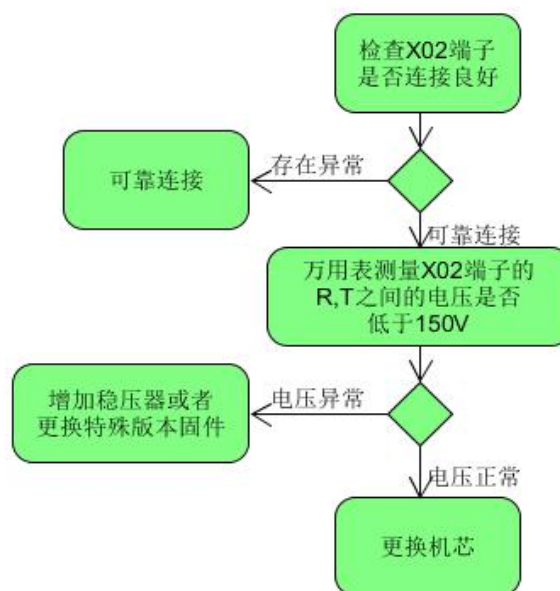 检查X02端子
是否连接良好
存在异常
可靠连接
可靠连接
万用表测量X02端子的
R,T之间的电压是否
低于150V
电压异常
增加稳压器或者
更换特殊版本固件
电压正常
更换机芯